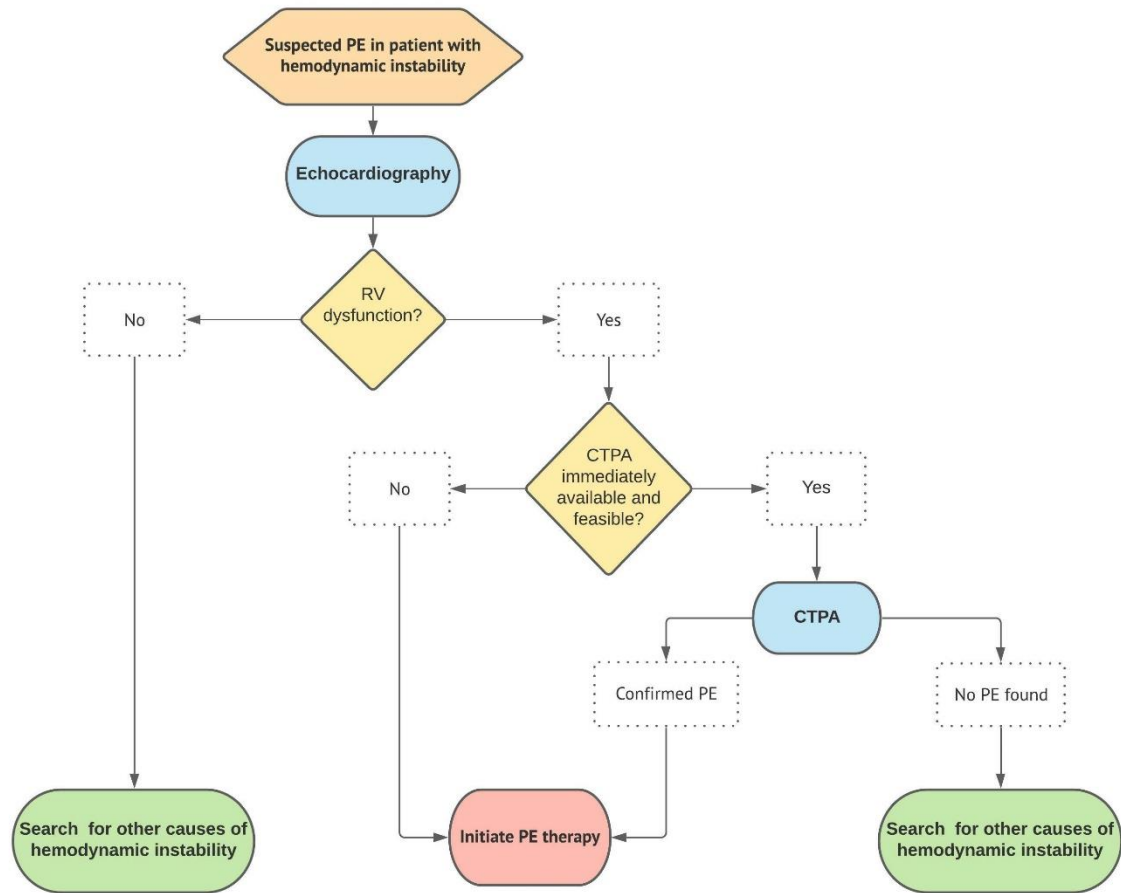 Suspected PE in patient with
hemodynamic instability
Echocardiography
RV
dysfunction?
No
Yes
CTPA
immediately
available and
feasible?
No
Yes
CTPA
Confirmed PE
No PE found
Search for other causes of
hemodynamic instability
Initiate PE therapy
Search for other causes of
hemodynamic instability